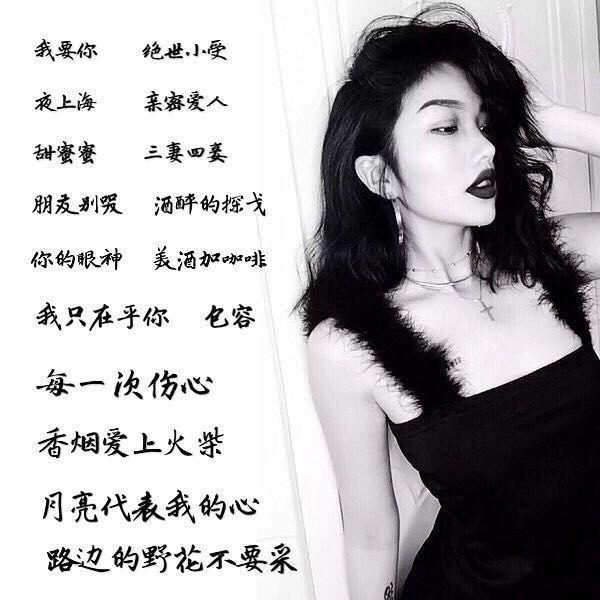 我要你 绝世小受
夜上海 亲密爱人
甜蜜蜜 三妻四妾
朋友别哭 酒醉的探戈
你的眼神 美酒加咖啡
我只在乎你 包容
每一次伤心
香烟爱上火柴
月亮代表我的心
路边的野花不要采